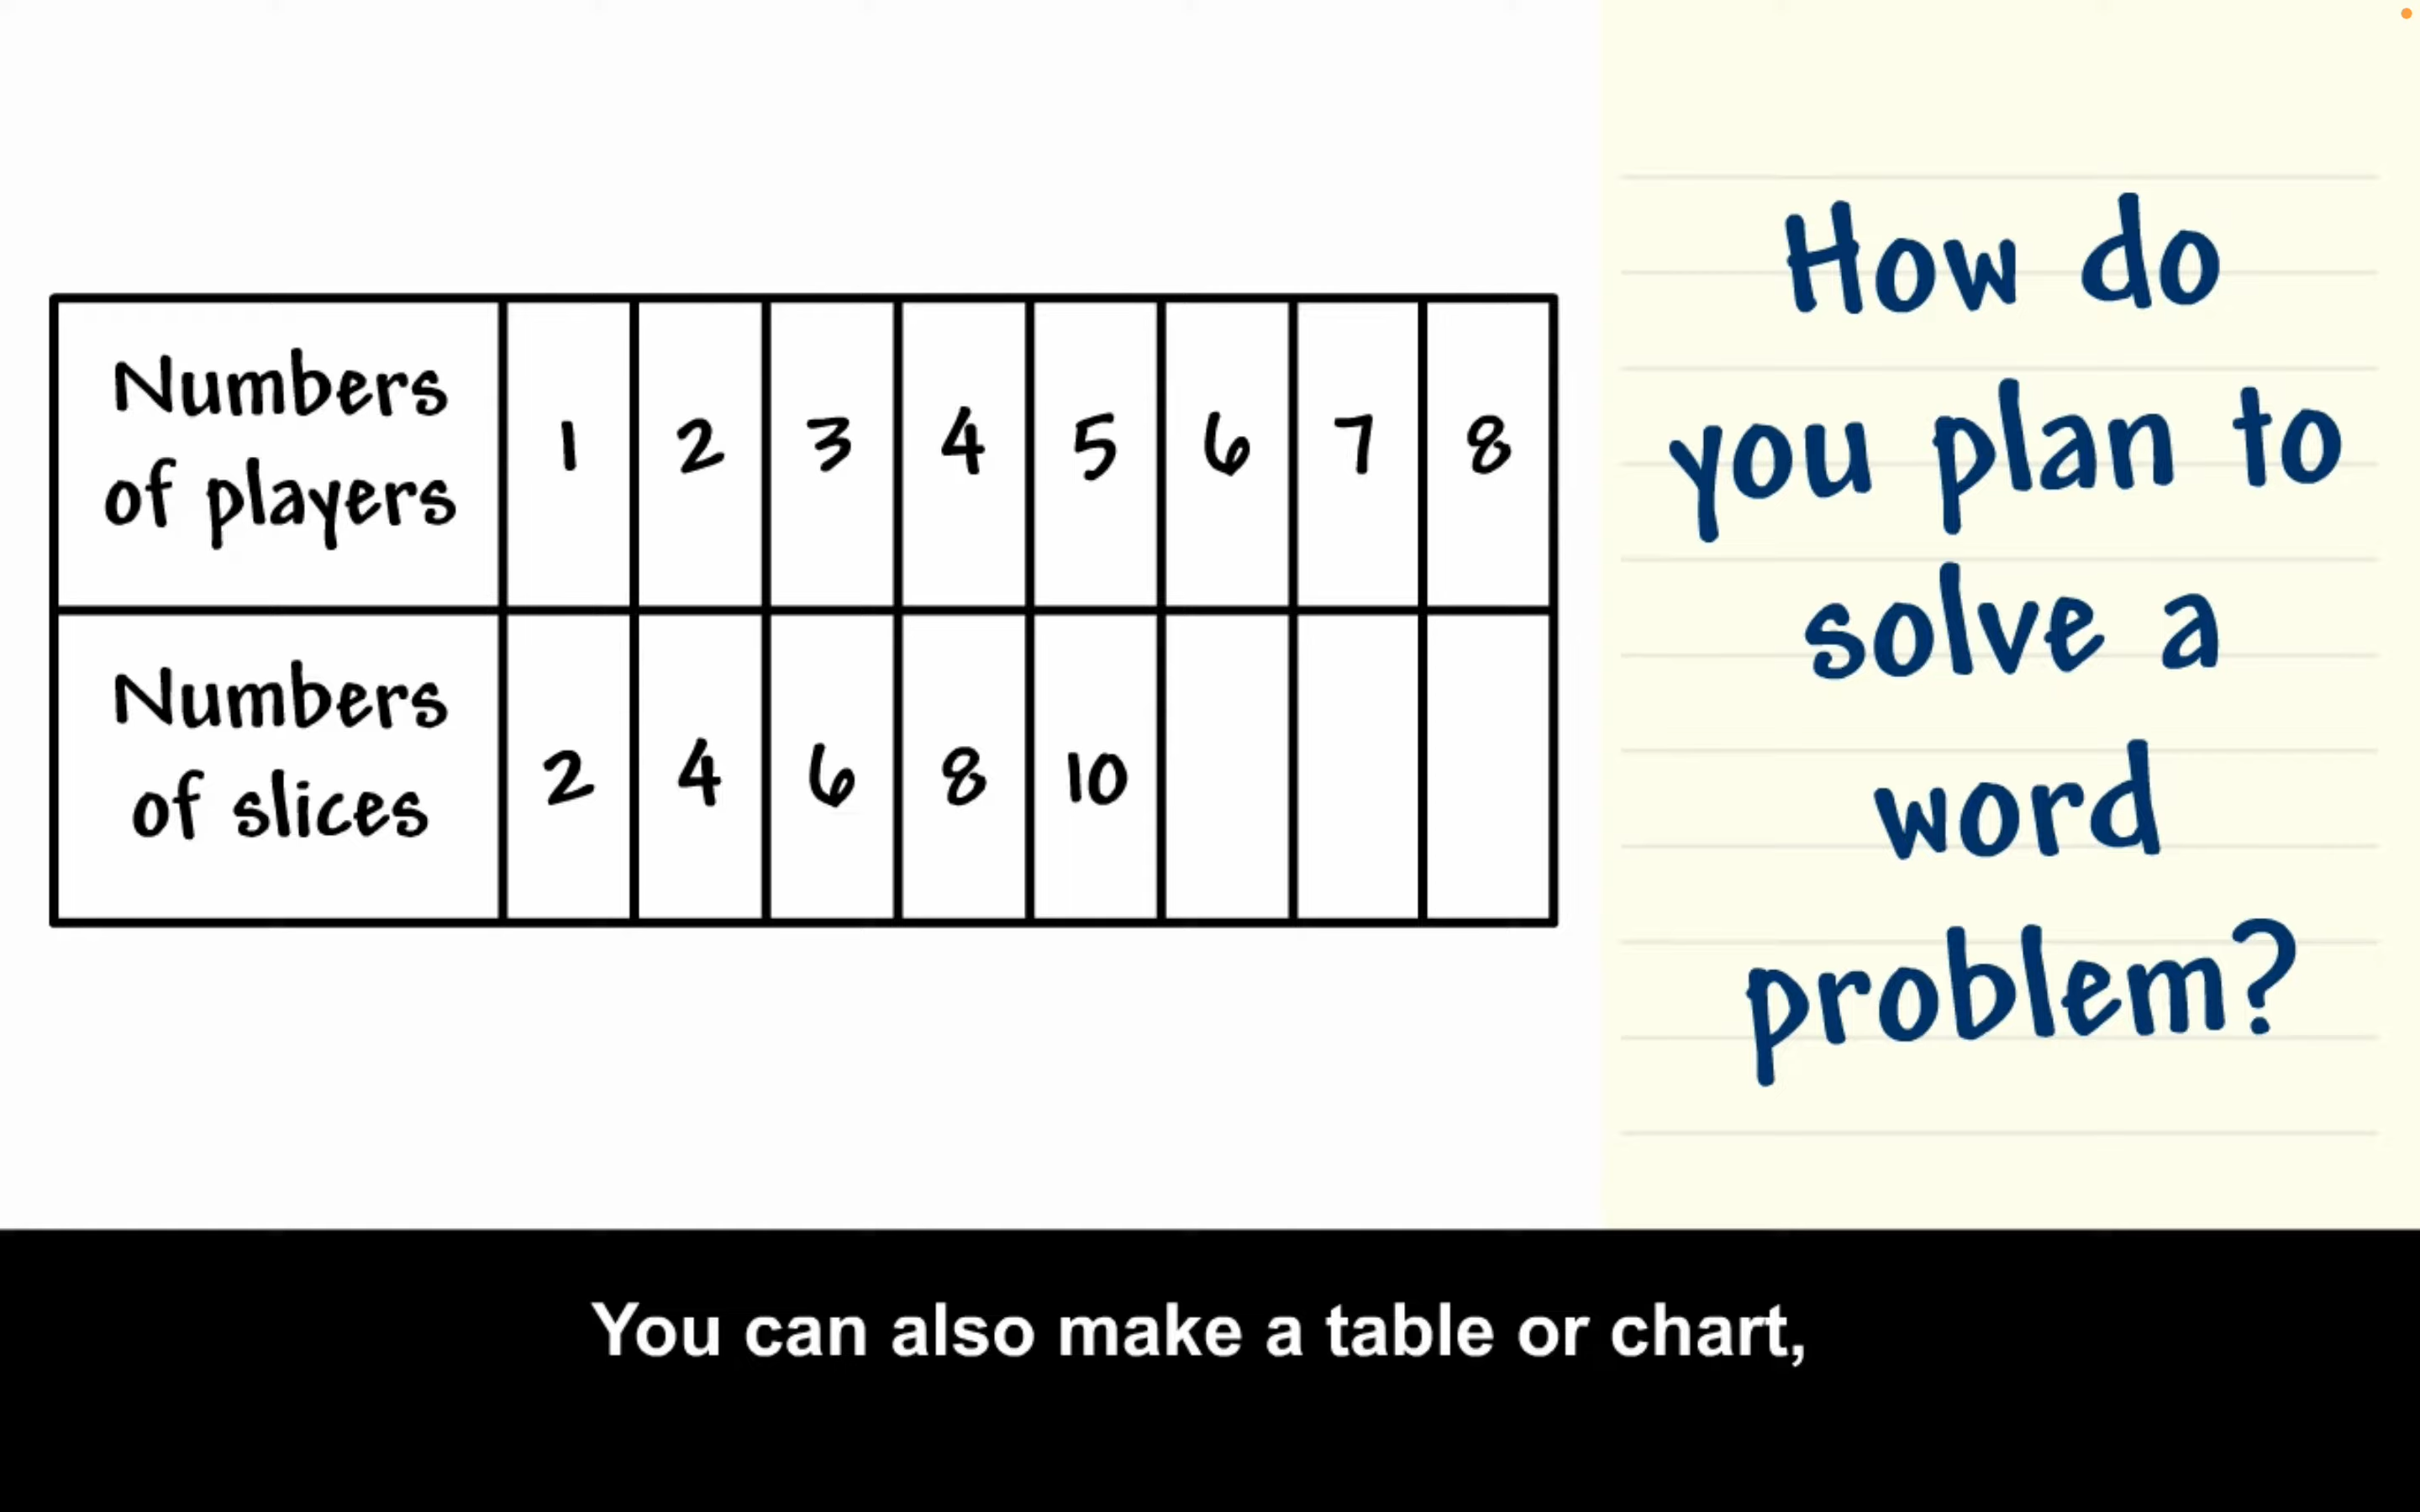 Numbers
of players
1 2 3 4 5 6 7 8
Numbers
of slices
2 4 6 8 10
How do
you plan to
solve a
word
problem?
You can also make a table or chart,